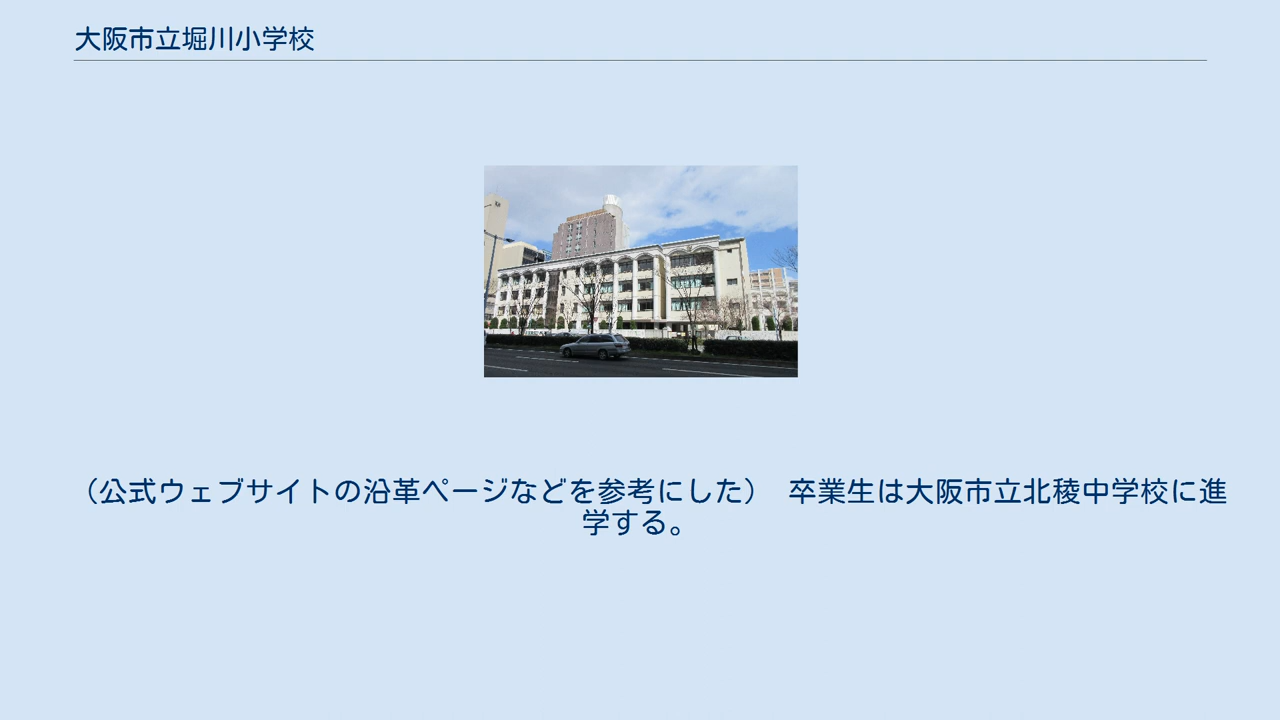 大阪市立堀川小学校
（公式ウェブサイトの沿革ページなどを参考にした）　卒業生は大阪市立北稜中学校に進
学する。